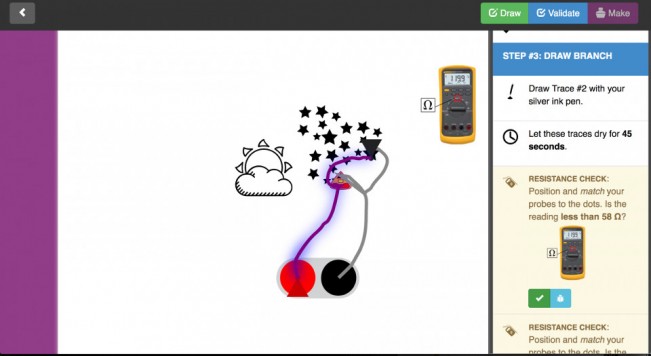 Draw
Validate
Make
STEP #3: DRAW BRANCH
Draw Trace #2 with your
silver ink pen.
Let these traces dry for 45
seconds.
RESISTANCE CHECK:
Position and match your
probes to the dots. Is the
reading less than 58 Ω?
Ω
Ω
RESISTANCE CHECK:
Position and match your
probes to the dots. Is the